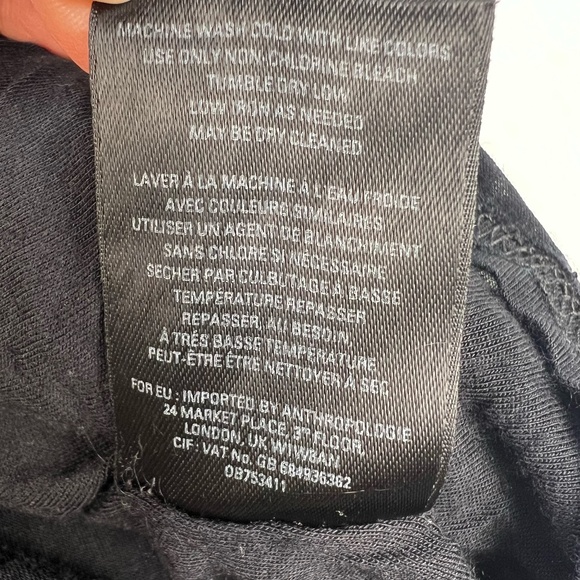 MACHINE WASH COLD WITH LIKE COLORS
USE ONLY NON-CHLORINE BLEACH
TUMBLE DRY LOW
LOW IRON AS NEEDED
MAY BE DRY CLEANED
LAVER À LA MACHINE À L'EAU FROIDE
AVEC COULEURS SIMILAIRES
UTILISER UN AGENT DE BLANCHIMENT
SANS CHLORE SI NÉCESSAIRE
SECHER PAR CULBUTAGE À BASSE
TEMPÉRATURE REPASSER
REPASSER, AU BESOIN,
À TRÈS BASSE TEMPÉRATURE
PEUT-ÊTRE ÊTRE NETTOYER À SEC
FOR EU : IMPORTED BY ANTHROPOLOGIE
24 MARKET PLACE, 3RD FLOOR,
LONDON, UK W1W8AN
CIF: VAT No. GB 684936362
OB753411